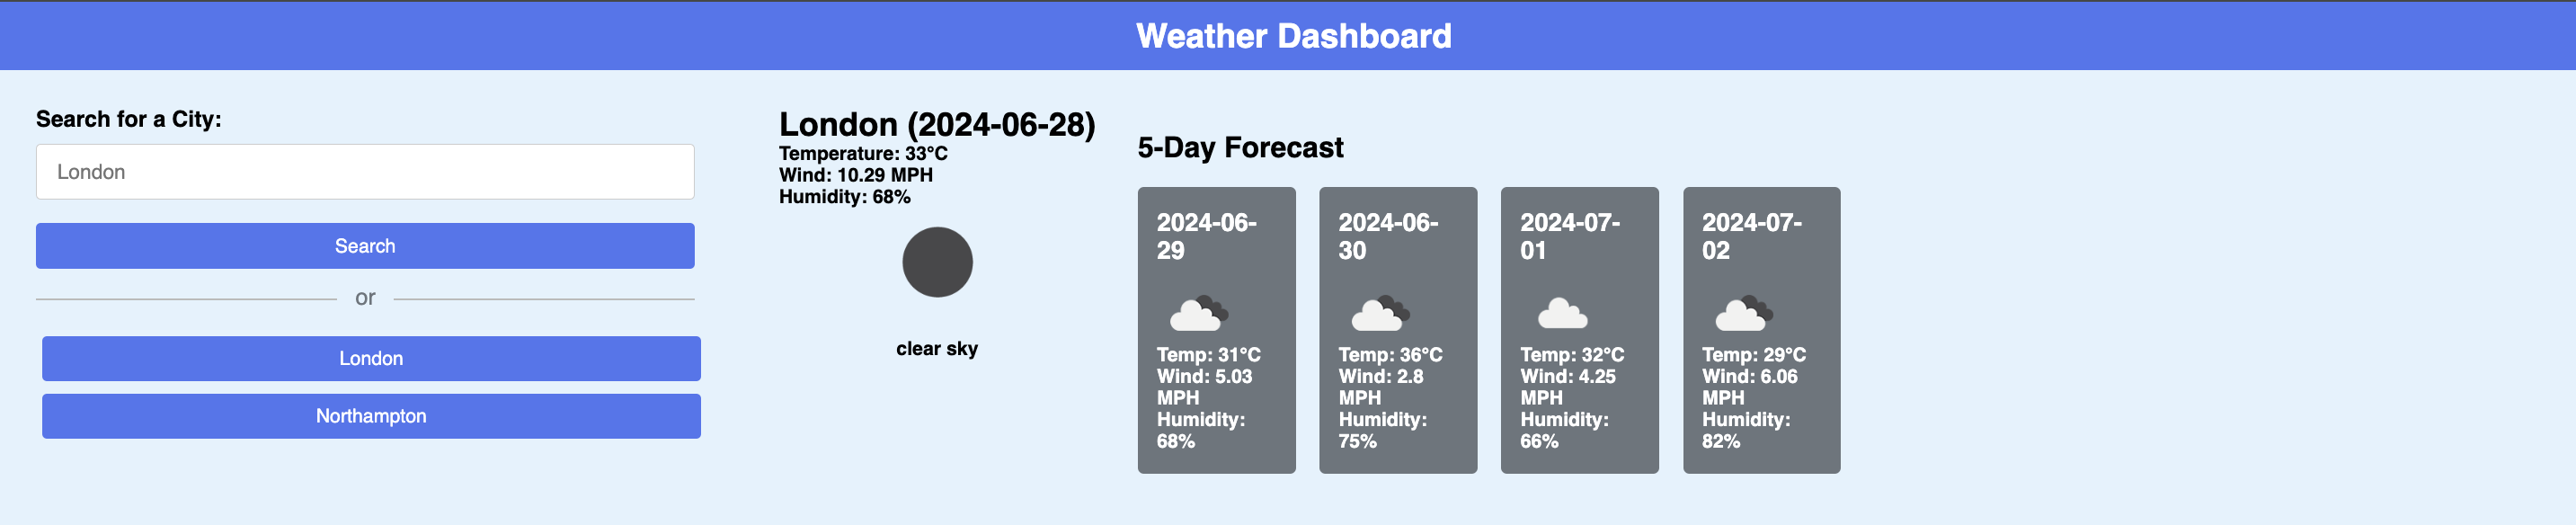 Weather Dashboard
Search for a City:
London
Search
or
London
Northampton
London (2024-06-28)
Temperature: 33°C
Wind: 10.29 MPH
Humidity: 68%
clear sky
5-Day Forecast
2024-06-
29
Temp: 31°C
Wind: 5.03
MPH
Humidity:
68%
2024-06-
30
Temp: 36°C
Wind: 2.8
MPH
Humidity:
75%
2024-07-
01
Temp: 32°C
Wind: 4.25
MPH
Humidity:
66%
2024-07-
02
Temp: 29°C
Wind: 6.06
MPH
Humidity:
82%